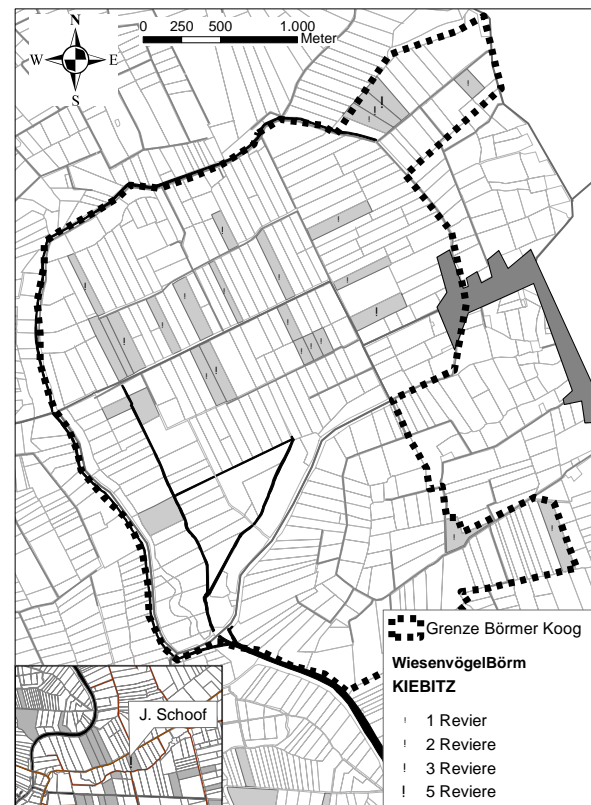 N
W E
S
0 250 500 1.000
Meter
J. Schoof
Grenze Börmer Koog
WiesenvögelBörm
KIEBITZ
! 1 Revier
! 2 Reviere
! 3 Reviere
! 5 Reviere